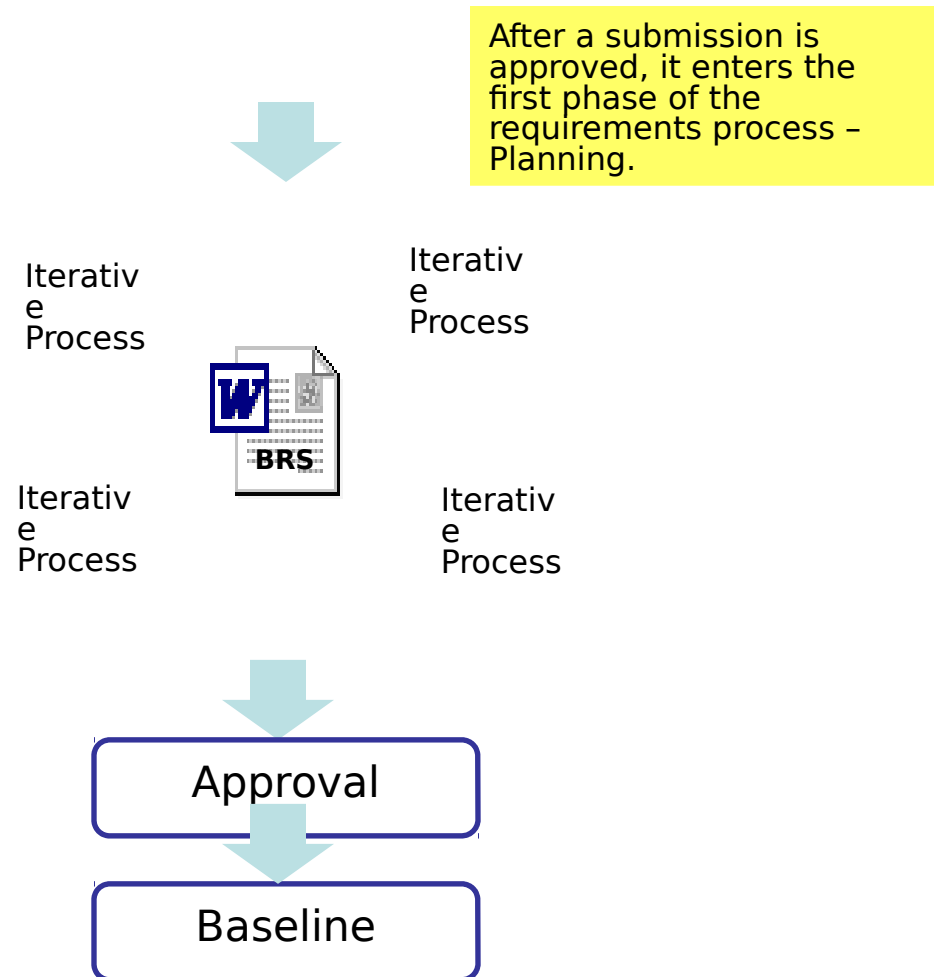 After a submission is
approved, it enters the
first phase of the
requirements process –
Planning.
Iterativ
e
Process
Iterativ
e
Process
W
BRS
Iterativ
e
Process
Iterativ
e
Process
Approval
Baseline